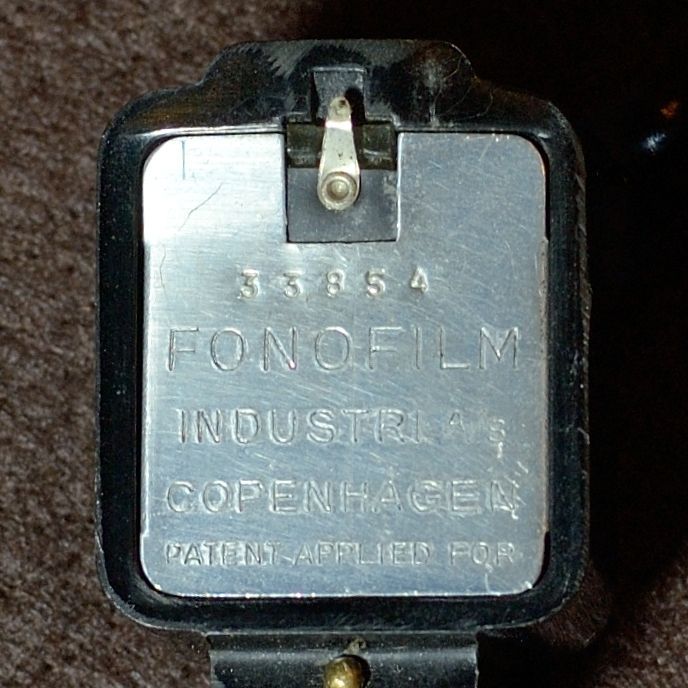 33854
FONOFILM
INDUSTRI A/S
COPENHAGEN
PATENT APPLIED FOR